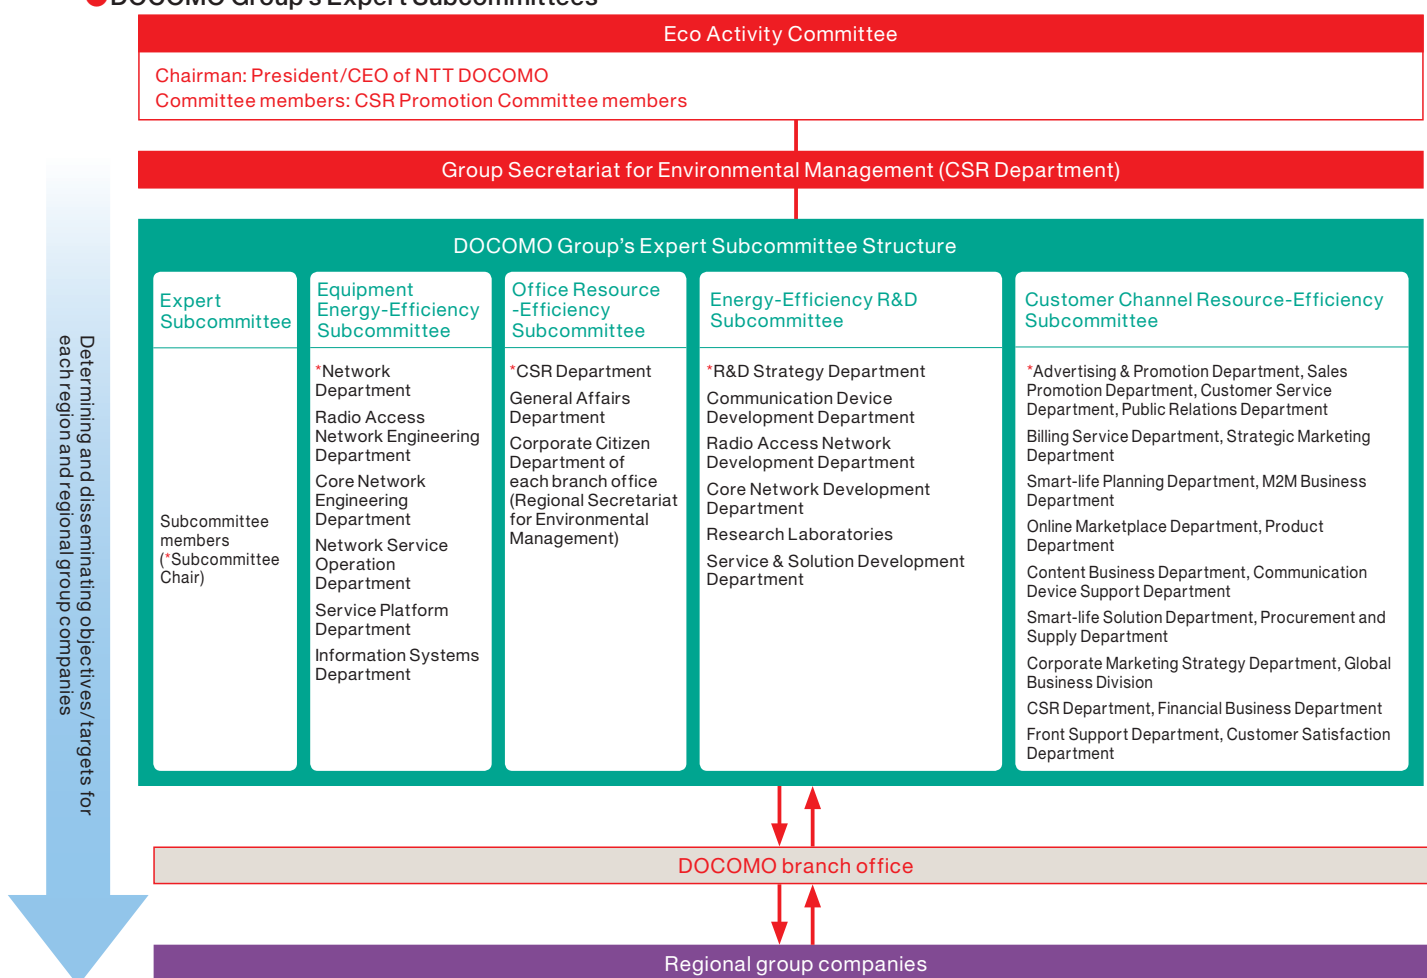 DOCOMO Group's Expert Subcommittees
Eco Activity Committee
Chairman: President/CEO of NTT DOCOMO
Committee members: CSR Promotion Committee members
Group Secretariat for Environmental Management (CSR Department)
DOCOMO Group's Expert Subcommittee Structure
Expert
Subcommittee
Subcommittee
members
(*Subcommittee
Chair)
Equipment
Energy-Efficiency
Subcommittee
*Network
Department
Radio Access
Network Engineering
Department
Core Network
Engineering
Department
Network Service
Operation
Department
Service Platform
Department
Information Systems
Department
Office Resource
-Efficiency
Subcommittee
*CSR Department
General Affairs
Department
Corporate Citizen
Department of
each branch office
(Regional Secretariat
for Environmental
Management)
Energy-Efficiency R&D
Subcommittee
*R&D Strategy Department
Communication Device
Development Department
Radio Access Network
Development Department
Core Network Development
Department
Research Laboratories
Service & Solution Development
Department
Customer Channel Resource-Efficiency
Subcommittee
*Advertising & Promotion Department, Sales
Promotion Department, Customer Service
Department, Public Relations Department
Billing Service Department, Strategic Marketing
Department
Smart-life Planning Department, M2M Business
Department
Online Marketplace Department, Product
Department
Content Business Department, Communication
Device Support Department
Smart-life Solution Department, Procurement and
Supply Department
Corporate Marketing Strategy Department, Global
Business Division
CSR Department, Financial Business Department
Front Support Department, Customer Satisfaction
Department
Determining and disseminating objectives/targets for
each region and regional group companies
DOCOMO branch office
Regional group companies